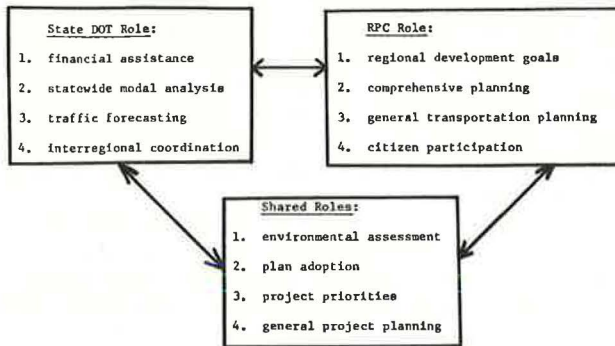 State DOT Role:
1. financial assistance
2. statewide modal analysis
3. traffic forecasting
4. interregional coordination
RPC Role:
1. regional development goals
2. comprehensive planning
3. general transportation planning
4. citizen participation
Shared Roles:
1. environmental assessment
2. plan adoption
3. project priorities
4. general project planning